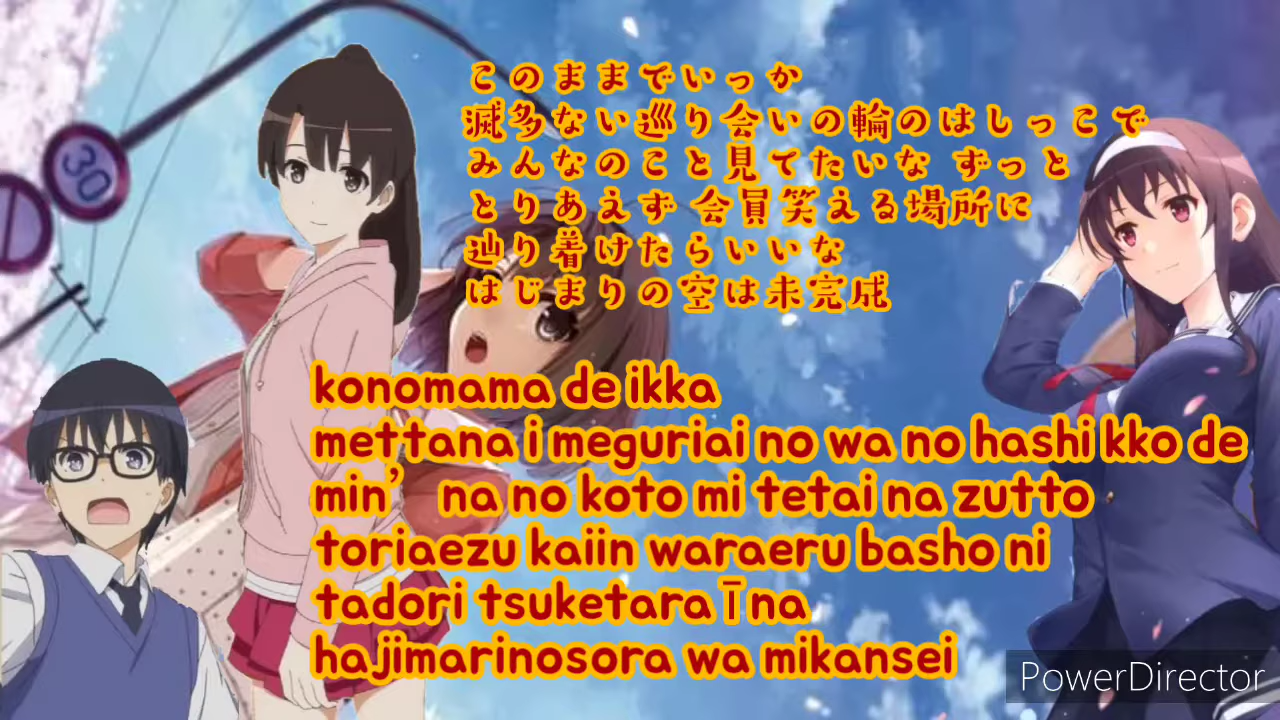 このままでいっか
滅多ない巡り会いの輪のはしっこで
みんなのこと見てたいな ずっと
とりあえず 会員笑える場所に
辿り着けたらいいな
はじまりの空は未完成
konomama de ikka
mettana i meguriai no wa no hashi kko de
min’ na no koto mi tetai na zutto
toriaezu kaiin waraeru basho ni
tadori tsuketara ī na
hajimarinosora wa mikansei
30
PowerDirector